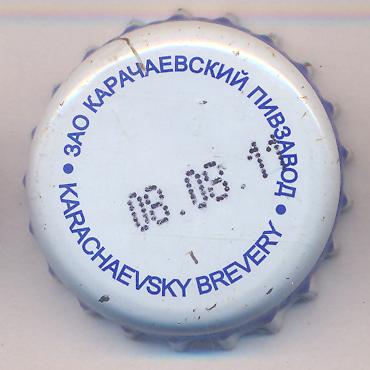 ЗАО КАРАЧАЕВСКИЙ ПИВЗАВОД
08.08 11
KARACHAEVSKY BREVERY